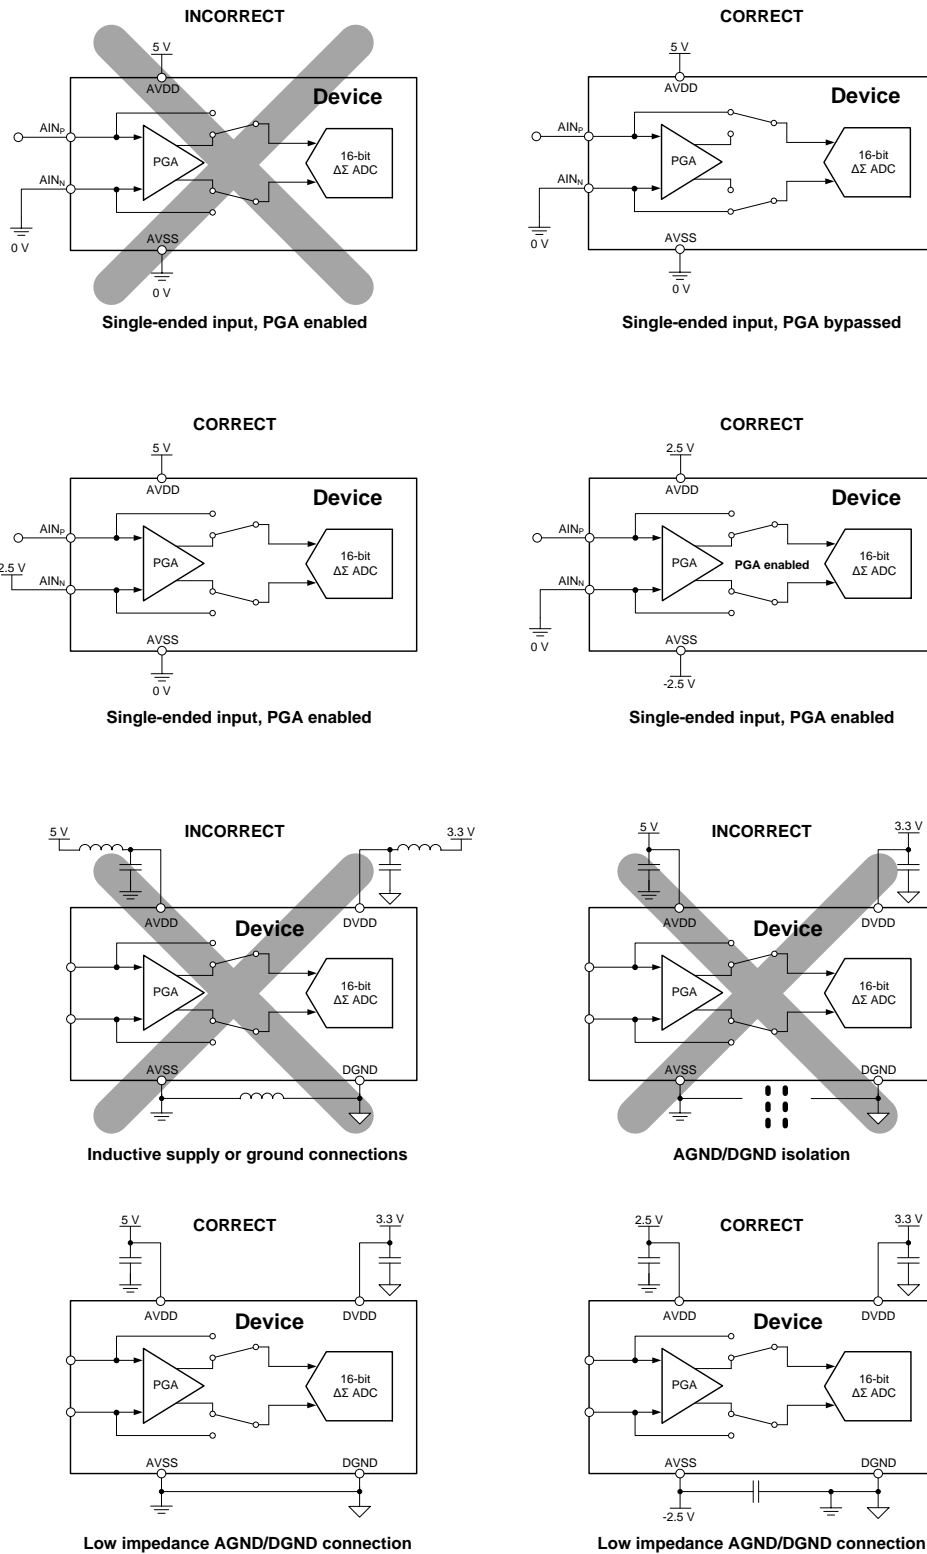 INCORRECT
5 V
AVDD
Device
AINP
AINN
PGA
16-bit
ΔΣ ADC
0 V
AVSS
0 V
Single-ended input, PGA enabled
CORRECT
5 V
AVDD
Device
AINP
AINN
PGA
16-bit
ΔΣ ADC
0 V
AVSS
0 V
Single-ended input, PGA bypassed
CORRECT
5 V
AVDD
Device
AINP
2.5 V
AINN
PGA
16-bit
ΔΣ ADC
AVSS
0 V
Single-ended input, PGA enabled
CORRECT
2.5 V
AVDD
Device
AINP
AINN
PGA
PGA enabled
16-bit
ΔΣ ADC
0 V
AVSS
-2.5 V
Single-ended input, PGA enabled
INCORRECT
5 V
3.3 V
AVDD
Device
DVDD
PGA
16-bit
ΔΣ ADC
AVSS
DGND
Inductive supply or ground connections
INCORRECT
5 V
3.3 V
AVDD
Device
DVDD
PGA
16-bit
ΔΣ ADC
AVSS
DGND
AGND/DGND isolation
CORRECT
5 V
3.3 V
AVDD
Device
DVDD
PGA
16-bit
ΔΣ ADC
AVSS
DGND
Low impedance AGND/DGND connection
CORRECT
2.5 V
3.3 V
AVDD
Device
DVDD
PGA
16-bit
ΔΣ ADC
AVSS
DGND
-2.5 V
Low impedance AGND/DGND connection